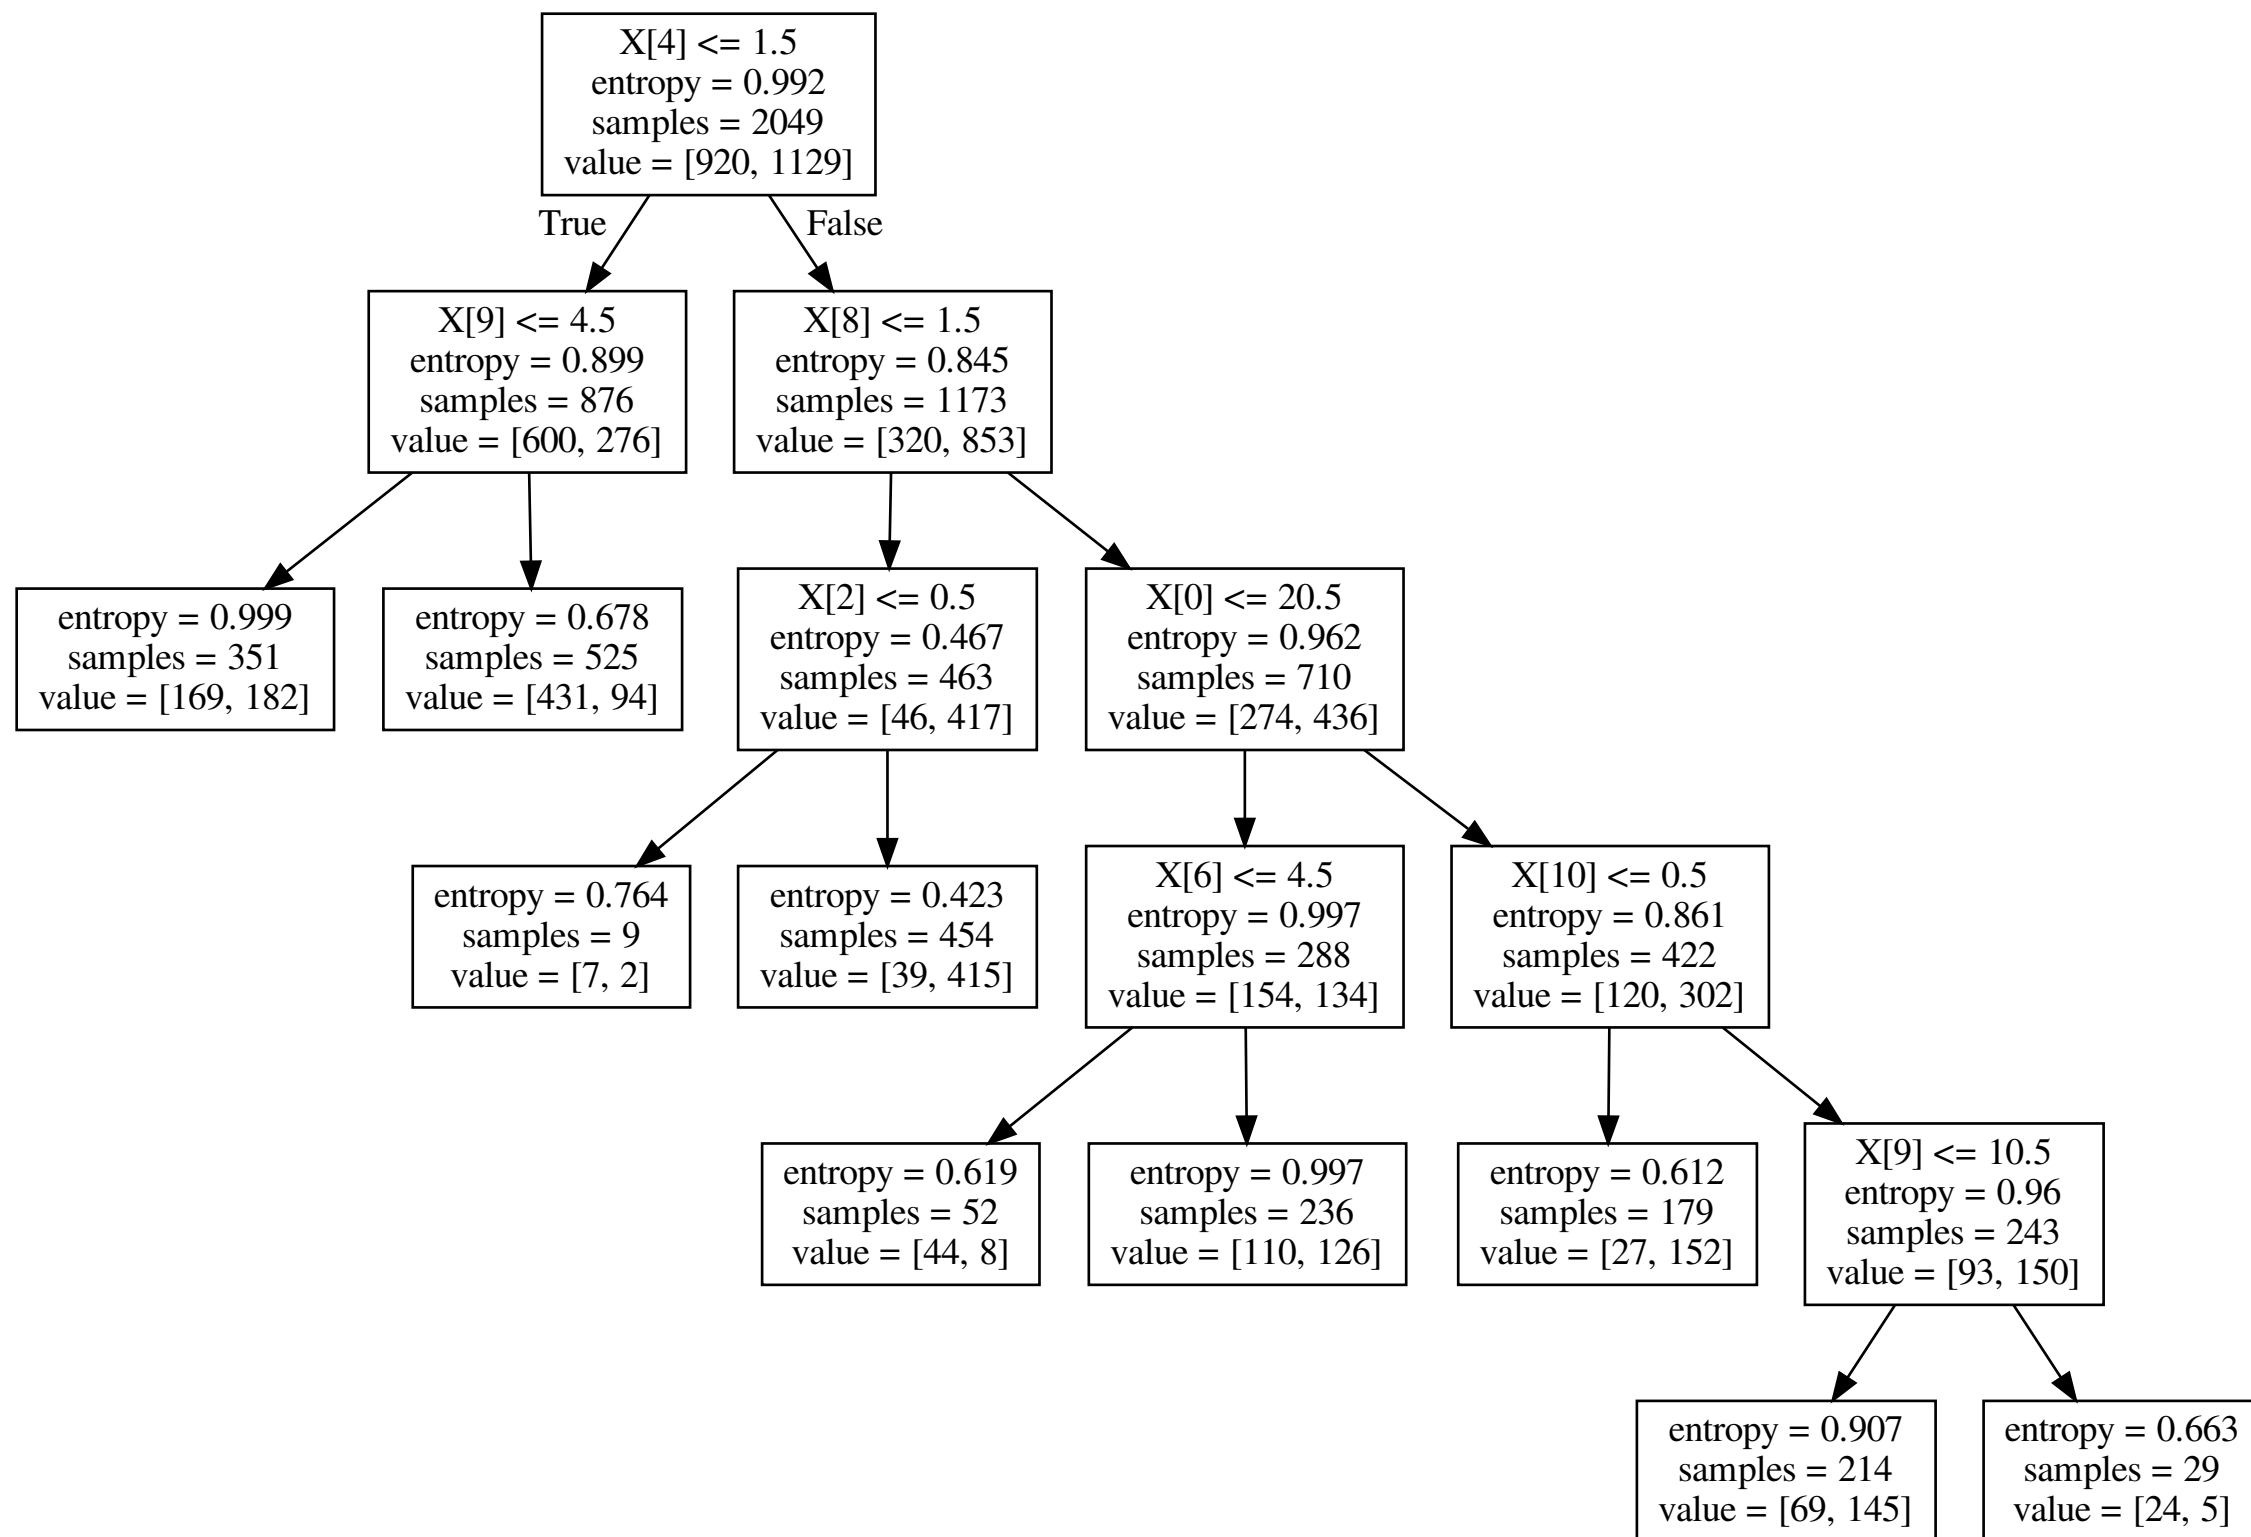 X[4] <= 1.5
entropy = 0.992
samples = 2049
value = [920, 1129]
True
False
X[9] <= 4.5
entropy = 0.899
samples = 876
value = [600, 276]
X[8] <= 1.5
entropy = 0.845
samples = 1173
value = [320, 853]
entropy = 0.999
samples = 351
value = [169, 182]
entropy = 0.678
samples = 525
value = [431, 94]
X[2] <= 0.5
entropy = 0.467
samples = 463
value = [46, 417]
X[0] <= 20.5
entropy = 0.962
samples = 710
value = [274, 436]
entropy = 0.764
samples = 9
value = [7, 2]
entropy = 0.423
samples = 454
value = [39, 415]
X[6] <= 4.5
entropy = 0.997
samples = 288
value = [154, 134]
X[10] <= 0.5
entropy = 0.861
samples = 422
value = [120, 302]
entropy = 0.619
samples = 52
value = [44, 8]
entropy = 0.997
samples = 236
value = [110, 126]
entropy = 0.612
samples = 179
value = [27, 152]
X[9] <= 10.5
entropy = 0.96
samples = 243
value = [93, 150]
entropy = 0.907
samples = 214
value = [69, 145]
entropy = 0.663
samples = 29
value = [24, 5]